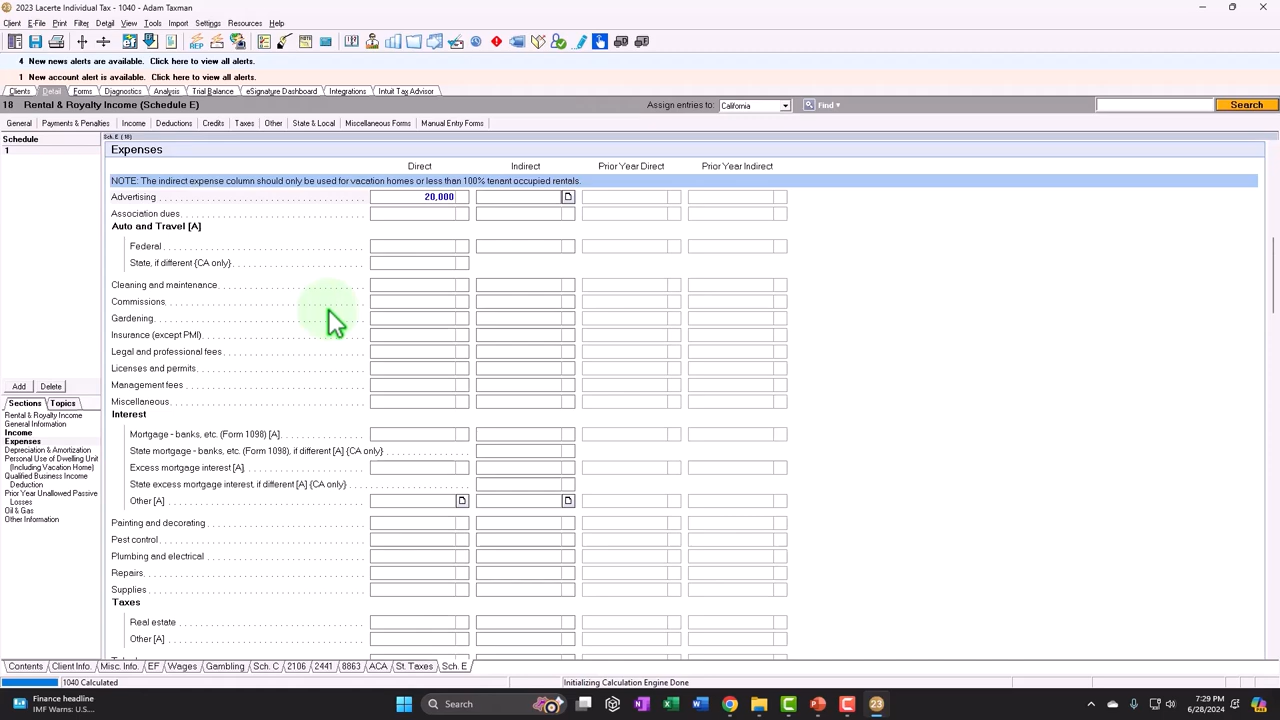 2023 Lacerte Individual Tax - 1040 - Adam Taxman
Client E-File Print Filter Detail View Tools Import Settings Resources Help
4 New news alerts are available. Click here to view all alerts.
1 New account alert is available. Click here to view all alerts.
Clients Detail Forms Diagnostics Analysis Trial Balance eSignature Dashboard Integrations Intuit Tax Advisor
18 Rental & Royalty Income (Schedule E) Assign entries to: California Find Search
General Payments & Penalties Income Deductions Credits Taxes Other State & Local Miscellaneous Forms Manual Entry Forms
Schedule
1
Sch. E (18)
Expenses
Direct Indirect Prior Year Direct Prior Year Indirect
NOTE: The indirect expense column should only be used for vacation homes or less than 100% tenant occupied rentals.
Advertising 20,000
Association dues
Auto and Travel [A]
Federal
State, if different {CA only}
Cleaning and maintenance
Commissions
Gardening
Insurance (except PMI)
Legal and professional fees
Licenses and permits
Management fees
Miscellaneous
Interest
Mortgage - banks, etc. (Form 1098) [A]
State mortgage - banks, etc. (Form 1098), if different [A] {CA only}
Excess mortgage interest [A]
State excess mortgage interest, if different [A] {CA only}
Other [A]
Painting and decorating
Pest control
Plumbing and electrical
Repairs
Supplies
Taxes
Real estate
Other [A]
Add Delete
Sections Topics
Rental & Royalty Income
General Information
Income
Expenses
Depreciation & Amortization
Personal Use of Dwelling Unit
(Including Vacation Home)
Qualified Business Income
Deduction
Prior Year Unallowed Passive
Losses
Oil & Gas
Other Information
Contents Client Info. Misc. Info. EF Wages Gambling Sch. C 2106 2441 8863 ACA St. Taxes Sch. E
1040 Calculated Initializing Calculation Engine Done
Finance headline
IMF Warns: U.S....
Search
7:29 PM
6/28/2024